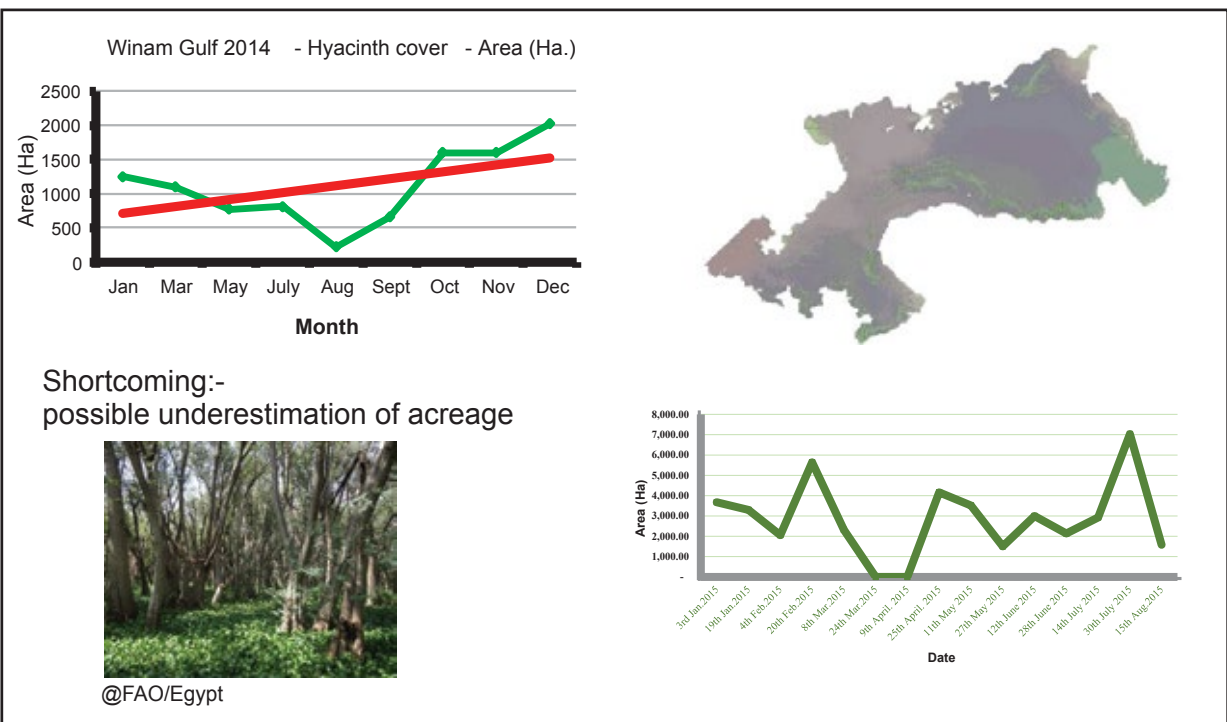 Winam Gulf 2014 - Hyacinth cover - Area (Ha.)
Area (Ha)
2500
2000
1500
1000
500
0
Jan Mar May July Aug Sept Oct Nov Dec
Month
Shortcoming:-
possible underestimation of acreage
@FAO/Egypt
Area (Ha)
8,000.00
7,000.00
6,000.00
5,000.00
4,000.00
3,000.00
2,000.00
1,000.00
-
3rd Jan.2015
19th Jan.2015
4th Feb.2015
20th Feb.2015
8th Mar.2015
24th Mar.2015
9th April. 2015
25th April. 2015
11th May 2015
27th May 2015
12th June 2015
28th June 2015
14th July 2015
30th July 2015
15th Aug.2015
Date